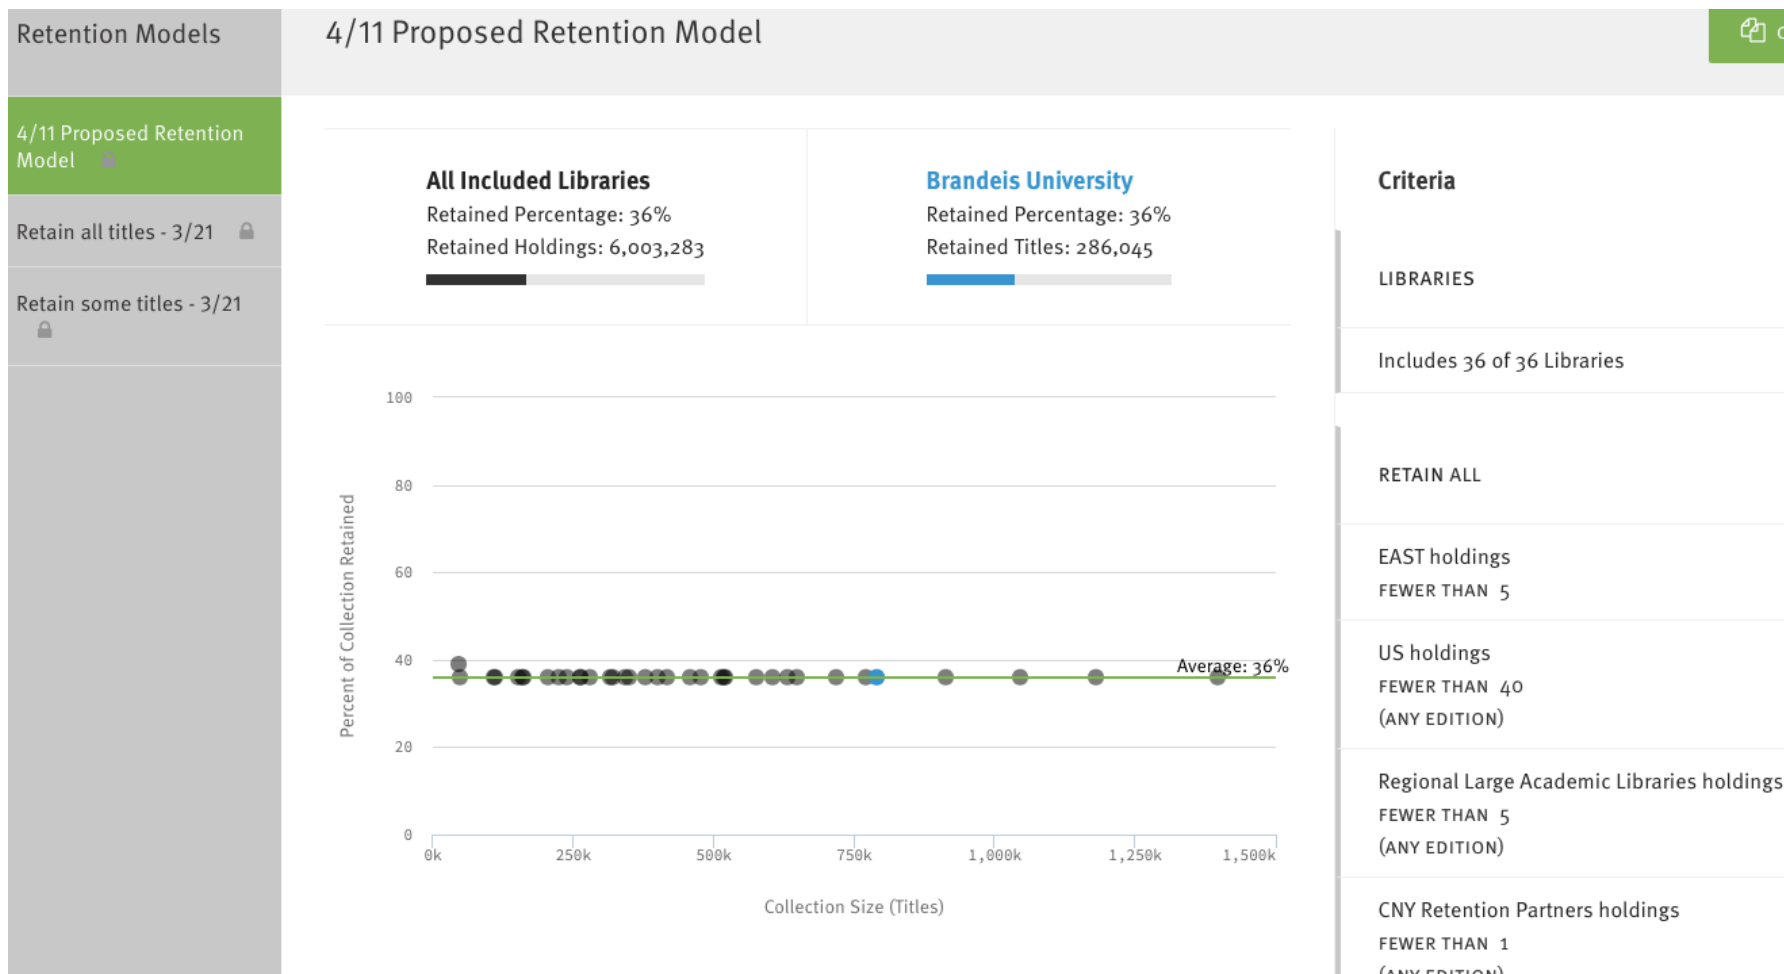 Retention Models
4/11 Proposed Retention
Model
Retain all titles - 3/21
Retain some titles - 3/21
4/11 Proposed Retention Model
All Included Libraries
Retained Percentage: 36%
Retained Holdings: 6,003,283
Brandeis University
Retained Percentage: 36%
Retained Titles: 286,045
Percent of Collection Retained
100
80
60
40
20
0
Average: 36%
0k
250k
500k
750k
1,000k
1,250k
1,500k
Collection Size (Titles)
Criteria
LIBRARIES
Includes 36 of 36 Libraries
RETAIN ALL
EAST holdings
FEWER THAN 5
US holdings
FEWER THAN 40
(ANY EDITION)
Regional Large Academic Libraries holdings
FEWER THAN 5
(ANY EDITION)
CNY Retention Partners holdings
FEWER THAN 1
(ANY EDITION)